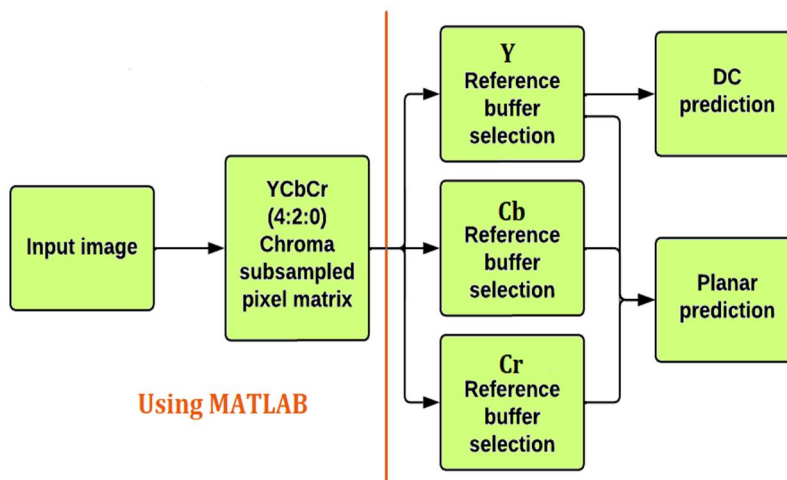 Input image
YCbCr
(4:2:0)
Chroma
subsampled
pixel matrix
Using MATLAB
Y
Reference
buffer
selection
Cb
Reference
buffer
selection
Cr
Reference
buffer
selection
DC
prediction
Planar
prediction